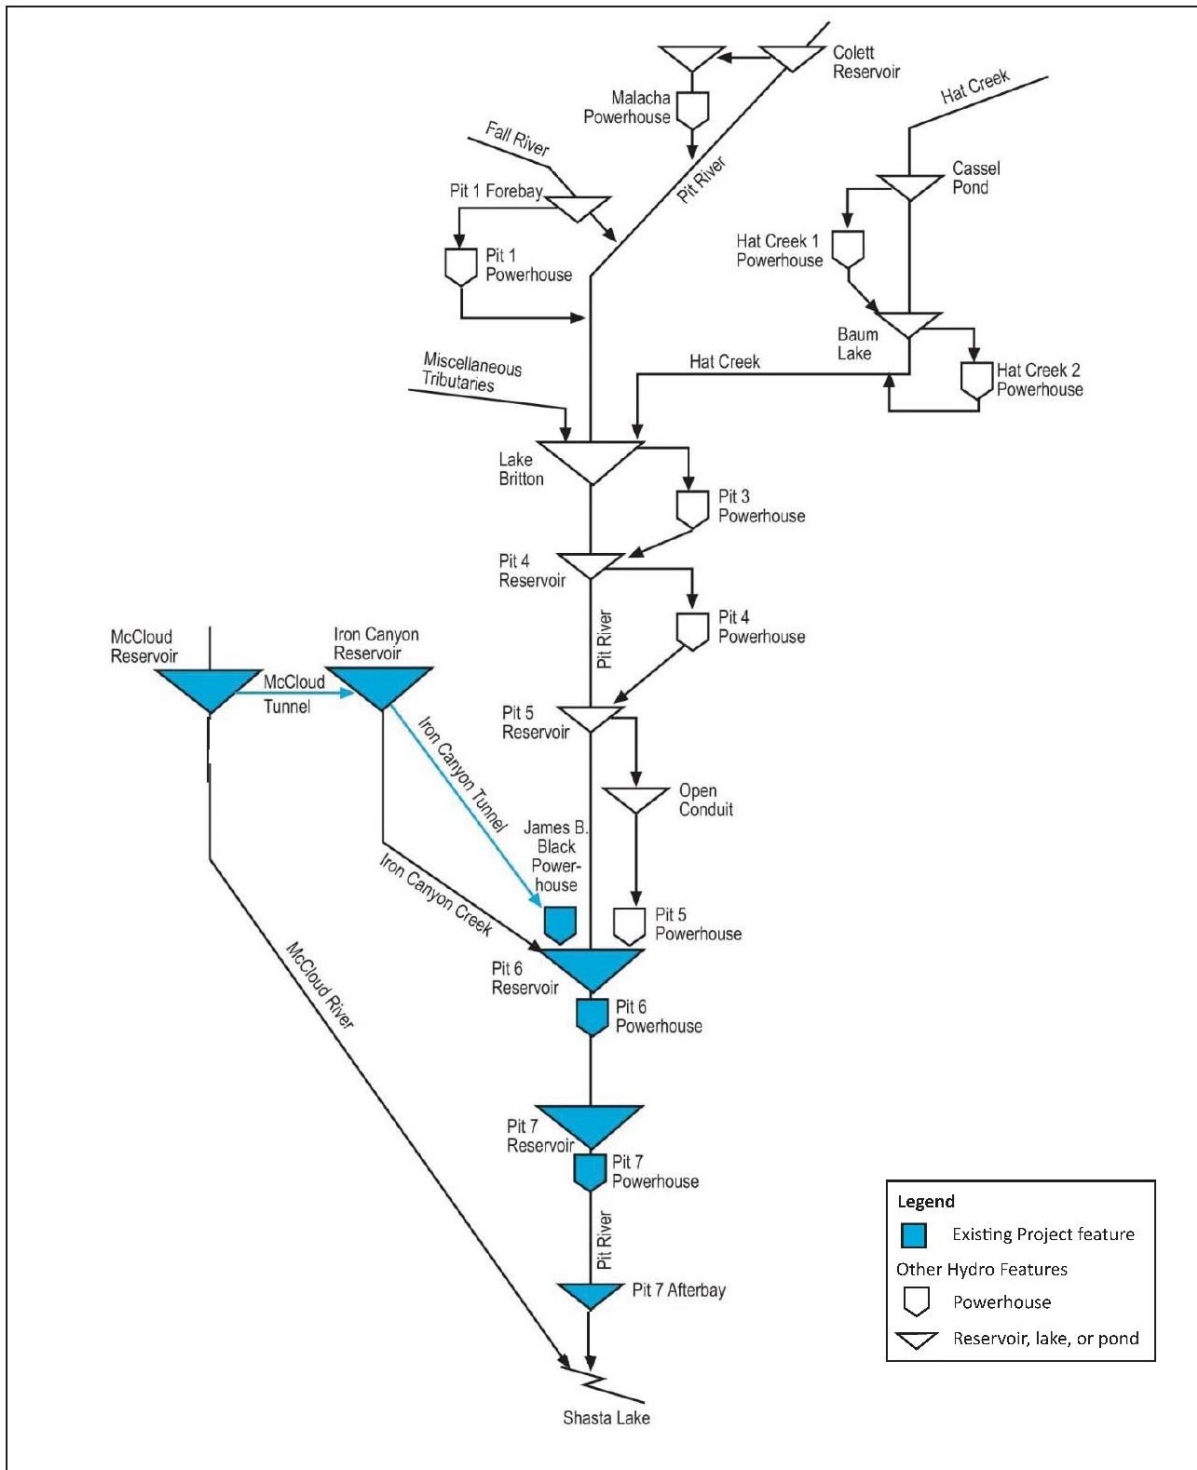 Colett
Reservoir
Malacha
Powerhouse
Hat Creek
Fall River
Pit River
Cassel
Pond
Pit 1 Forebay
Pit 1
Powerhouse
Hat Creek 1
Powerhouse
Baum
Lake
Hat Creek 2
Powerhouse
Hat Creek
Miscellaneous
Tributaries
Lake
Britton
Pit 3
Powerhouse
Pit 4
Reservoir
Pit 4
Powerhouse
Pit River
McCloud
Reservoir
Iron Canyon
Reservoir
McCloud
Tunnel
Iron Canyon Tunnel
Pit 5
Reservoir
Open
Conduit
James B.
Black
Power-
house
Iron Canyon Creek
Pit 5
Powerhouse
Pit 6
Reservoir
Pit 6
Powerhouse
McCloud River
Pit 7
Reservoir
Pit 7
Powerhouse
Pit River
Pit 7 Afterbay
Shasta Lake
Legend
Existing Project feature
Other Hydro Features
Powerhouse
Reservoir, lake, or pond